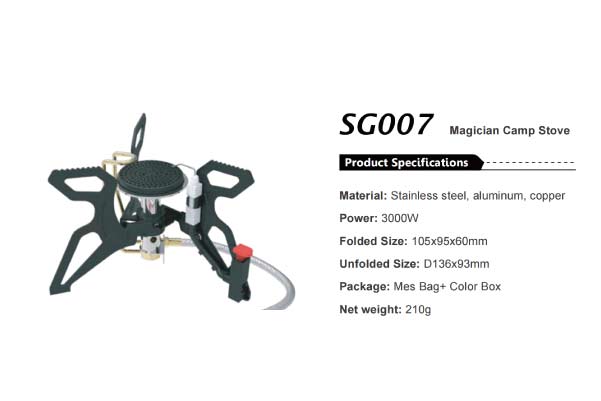 SG007 Magician Camp Stove
Product Specifications
Material: Stainless steel, aluminum, copper
Power: 3000W
Folded Size: 105x95x60mm
Unfolded Size: D136x93mm
Package: Mes Bag+ Color Box
Net weight: 210g